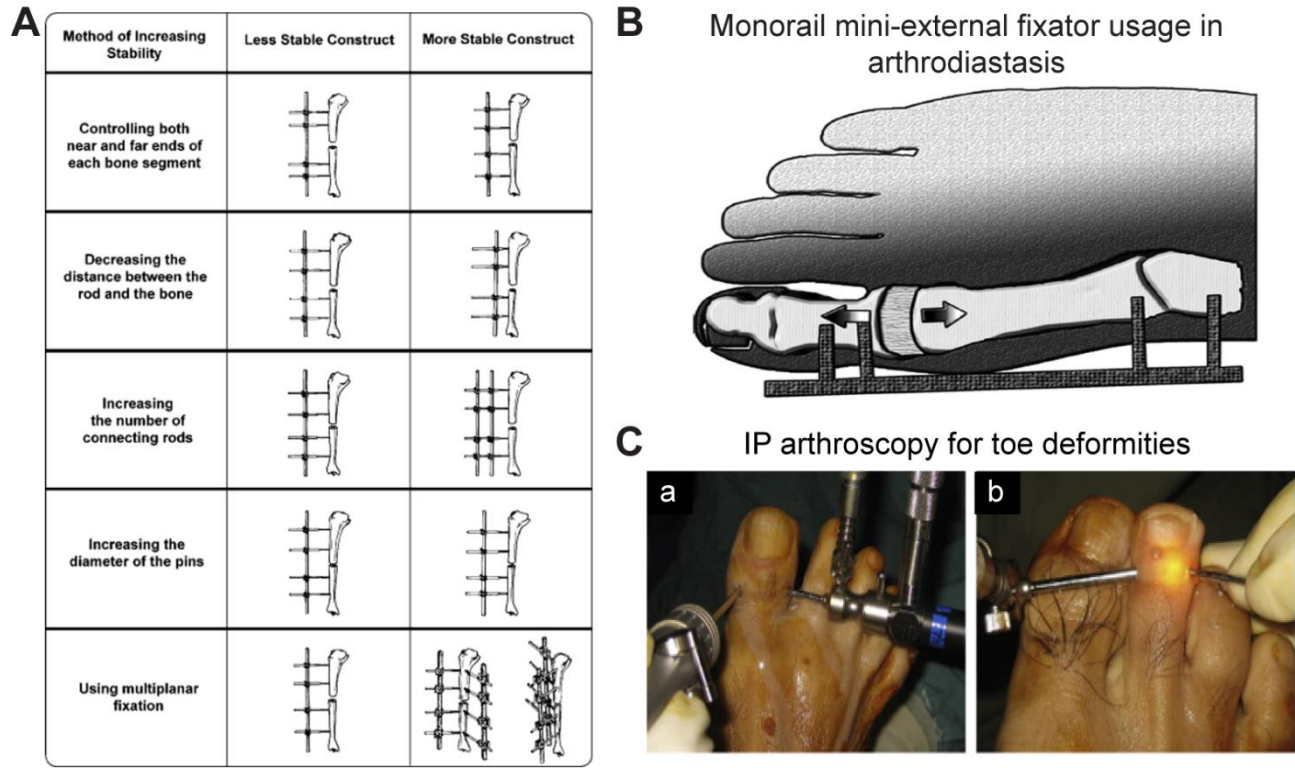 A
Method of Increasing
Stability
Less Stable Construct
More Stable Construct
Controlling both
near and far ends of
each bone segment
Decreasing the
distance between the
rod and the bone
Increasing
the number of
connecting rods
Increasing the
diameter of the pins
Using multiplanar
fixation
B
Monorail mini-external fixator usage in
arthrodiastasis
C
IP arthroscopy for toe deformities
a
b